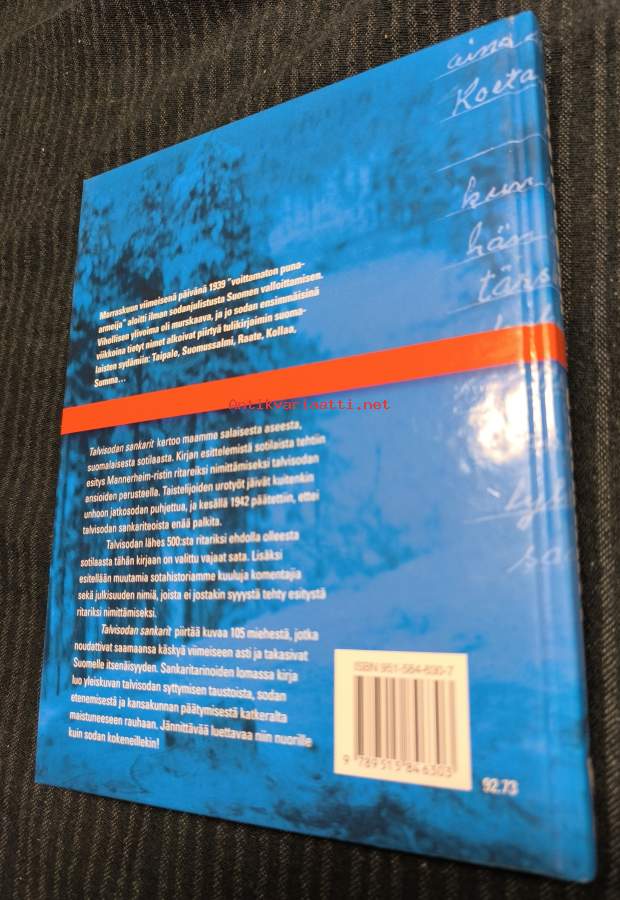 aina
Koeta
kun
hän
Marraskuun viimeisenä päivänä 1939 "voittamaton puna-
armeija" aloitti ilman sodanjulistusta Suomen valloittamisen.
Vihollisen ylivoima oli murskaava, ja jo sodan ensimmäisinä
viikkoina tietyt nimet alkoivat piirtyä tulikirjaimin suoma-
laisten sydämiin: Taipale, Suomussalmi, Raate, Kollaa,
Summa...
Antikvariaatti.net
Talvisodan sankarit kertoo maamme salaisesta aseesta,
suomalaisesta sotilaasta. Kirjan esittelemistä sotilaista tehtiin
esitys Mannerheim-ristin ritareiksi nimittämiseksi talvisodan
ansioiden perusteella. Taistelijoiden urotyöt jäivät kuitenkin
unhoon jatkosodan puhjettua, ja kesällä 1942 päätettiin, ettei
talvisodan sankariteoista enää palkita.
Talvisodan lähes 500:sta ritariksi ehdolla olleesta
sotilaasta tähän kirjaan on valittu vajaat sata. Lisäksi
esitellään muutamia sotahistoriamme kuuluja komentajia
sekä julkisuuden nimiä, joista ei jostakin syyystä tehty esitystä
ritariksi nimittämiseksi.
Talvisodan sankarit piirtää kuvaa 105 miehestä, jotka
noudattivat saamaansa käskyä viimeiseen asti ja takasivat
Suomelle itsenäisyyden. Sankaritarinoiden lomassa kirja
luo yleiskuvan talvisodan syttymisen taustoista, sodan
etenemisestä ja kansakunnan päätymisestä katkeralta
maistuneeseen rauhaan. Jännittävää luettavaa niin nuorille
kuin sodan kokeneillekin!
ISBN 951-584-630-7
9 789515 846303
92.73